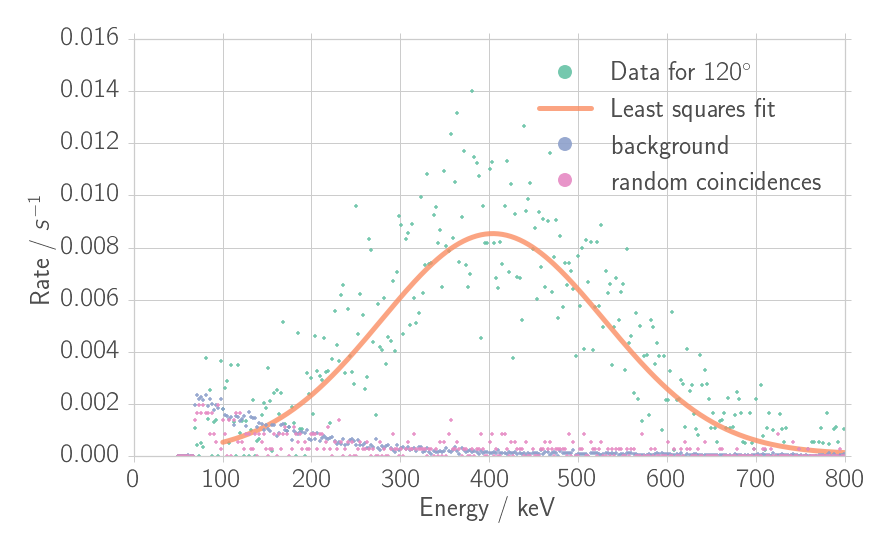 0.016
0.014
0.012
0.010
0.008
0.006
0.004
0.002
0.000
Rate / s⁻¹
Data for 120°
Least squares fit
background
random coincidences
0 100 200 300 400 500 600 700 800
Energy / keV